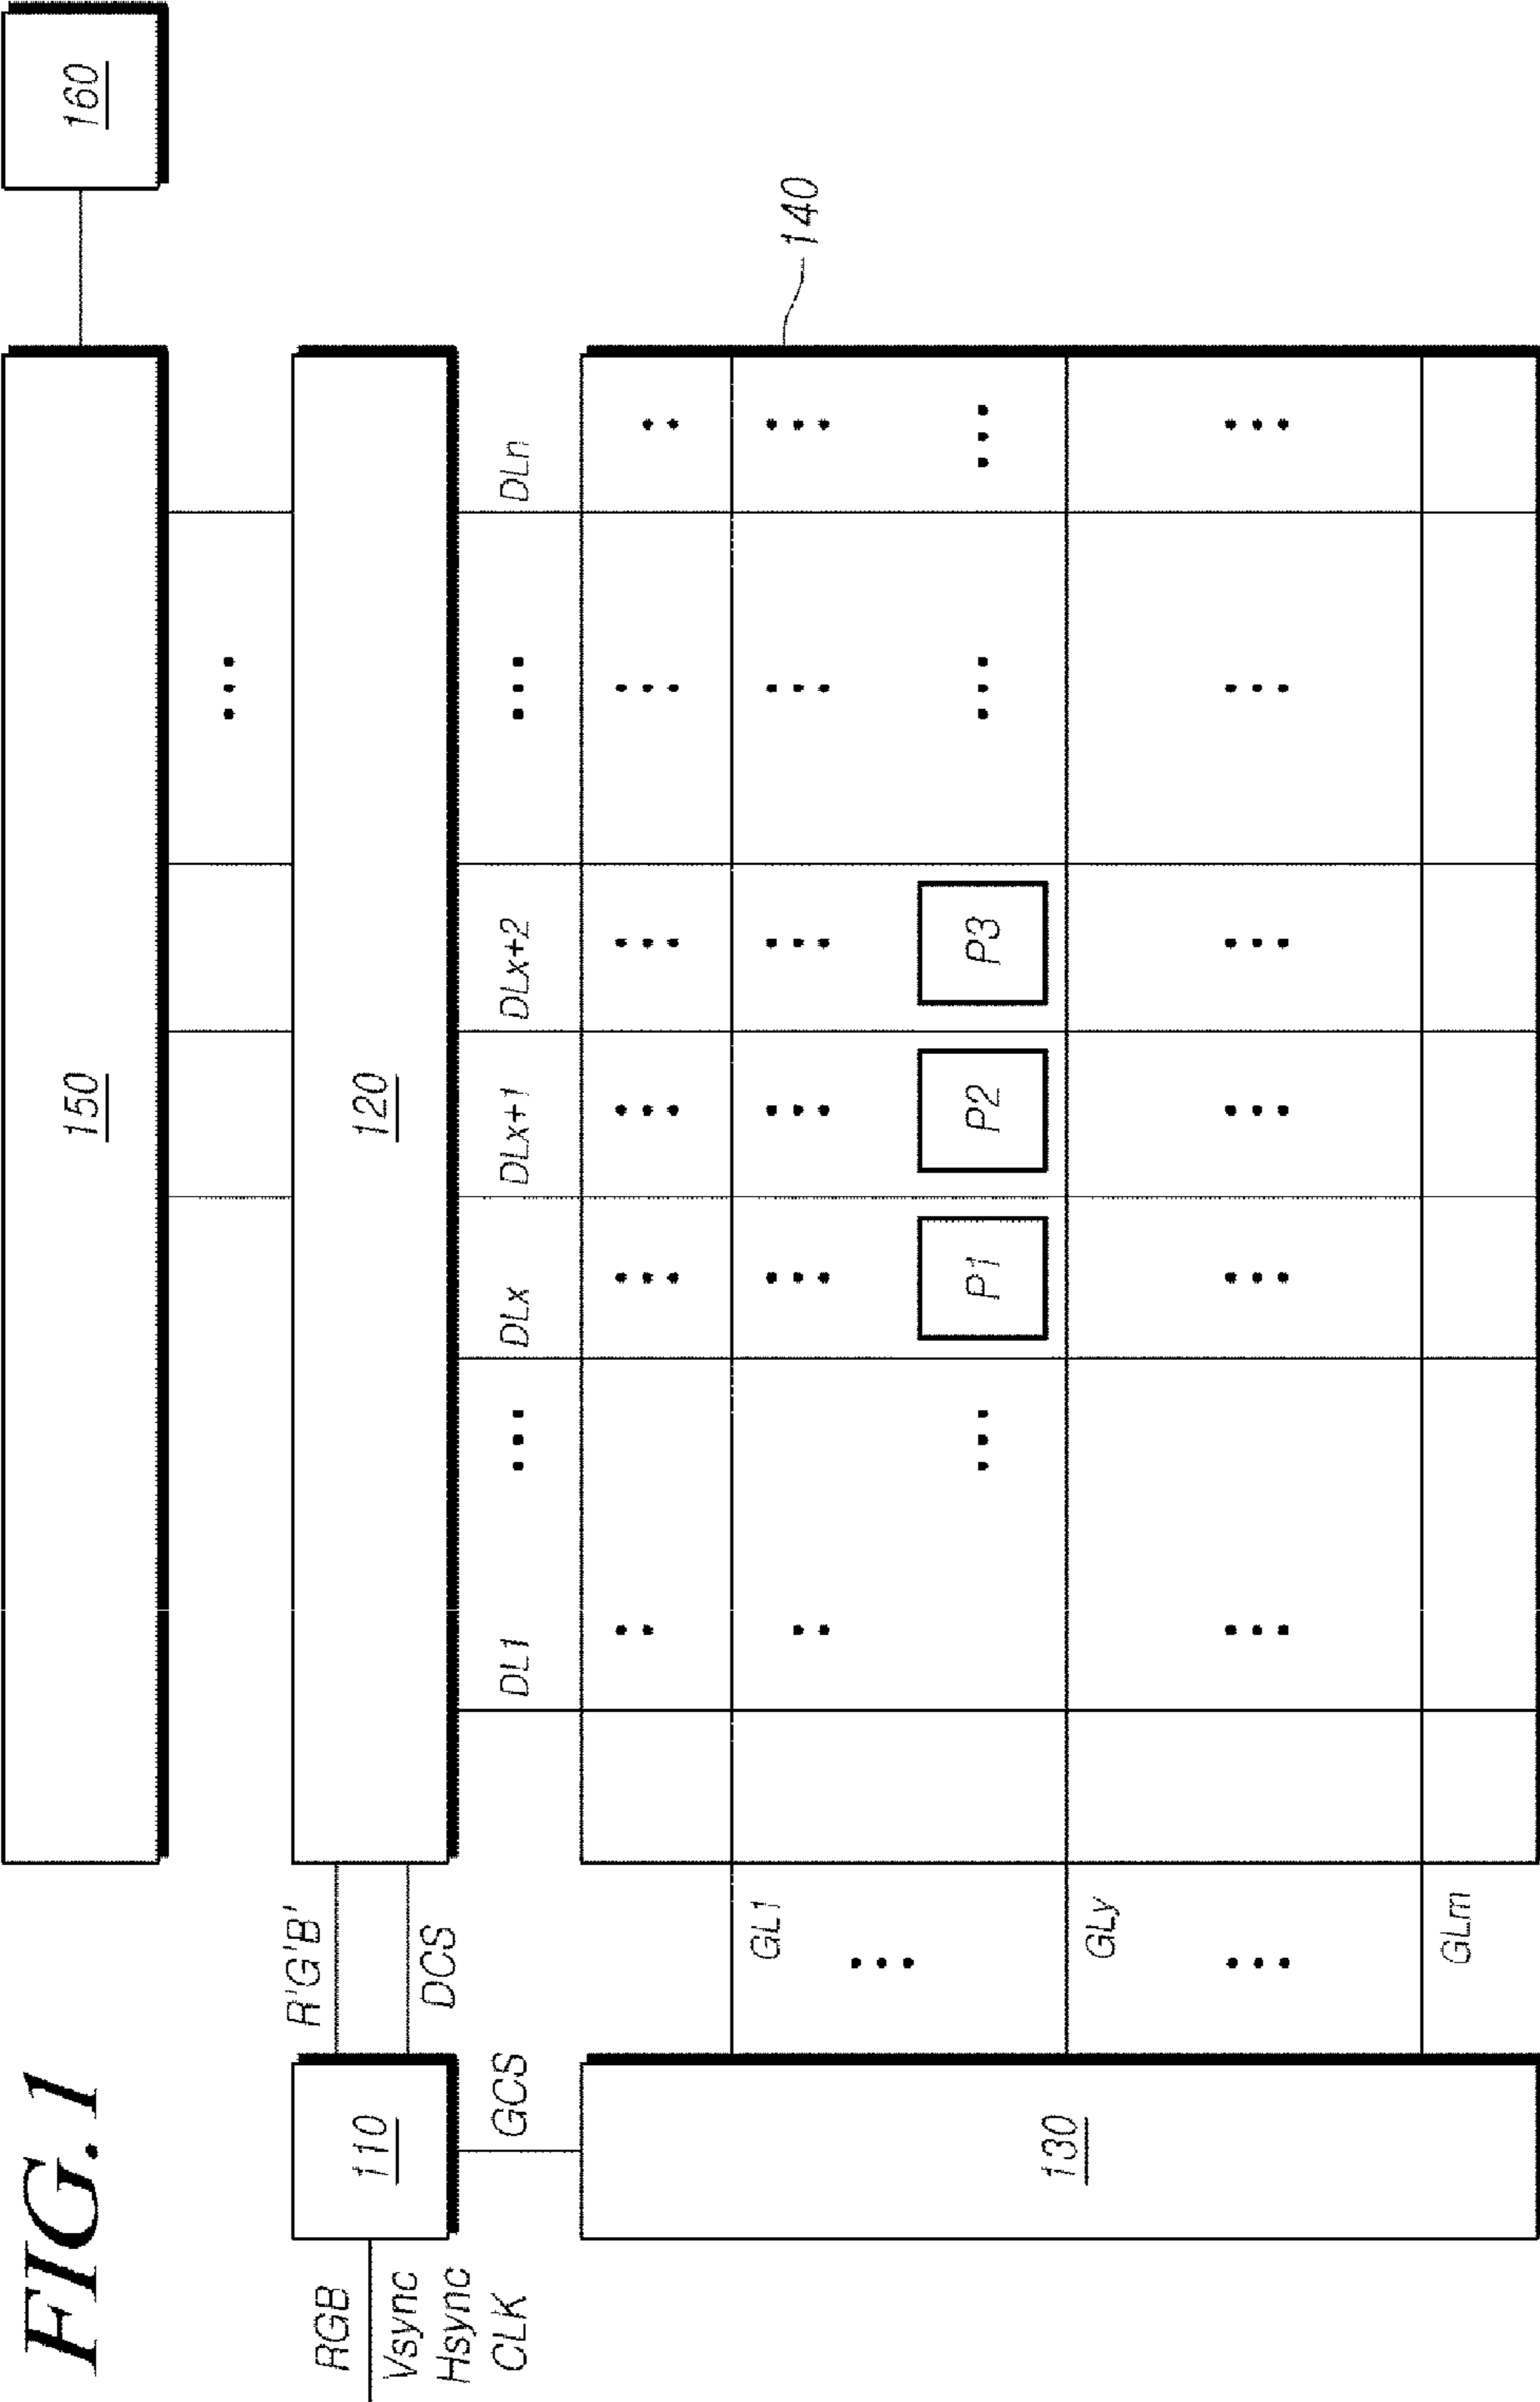 FIG. 1
150
160
RGB
Vsync
Hsync
CLK
110
R'G'B'
DCS
120
GCS
DL1
DLx
DLx+1
DLx+2
DLn
140
130
GL1
GLy
GLm
P1
P2
P3